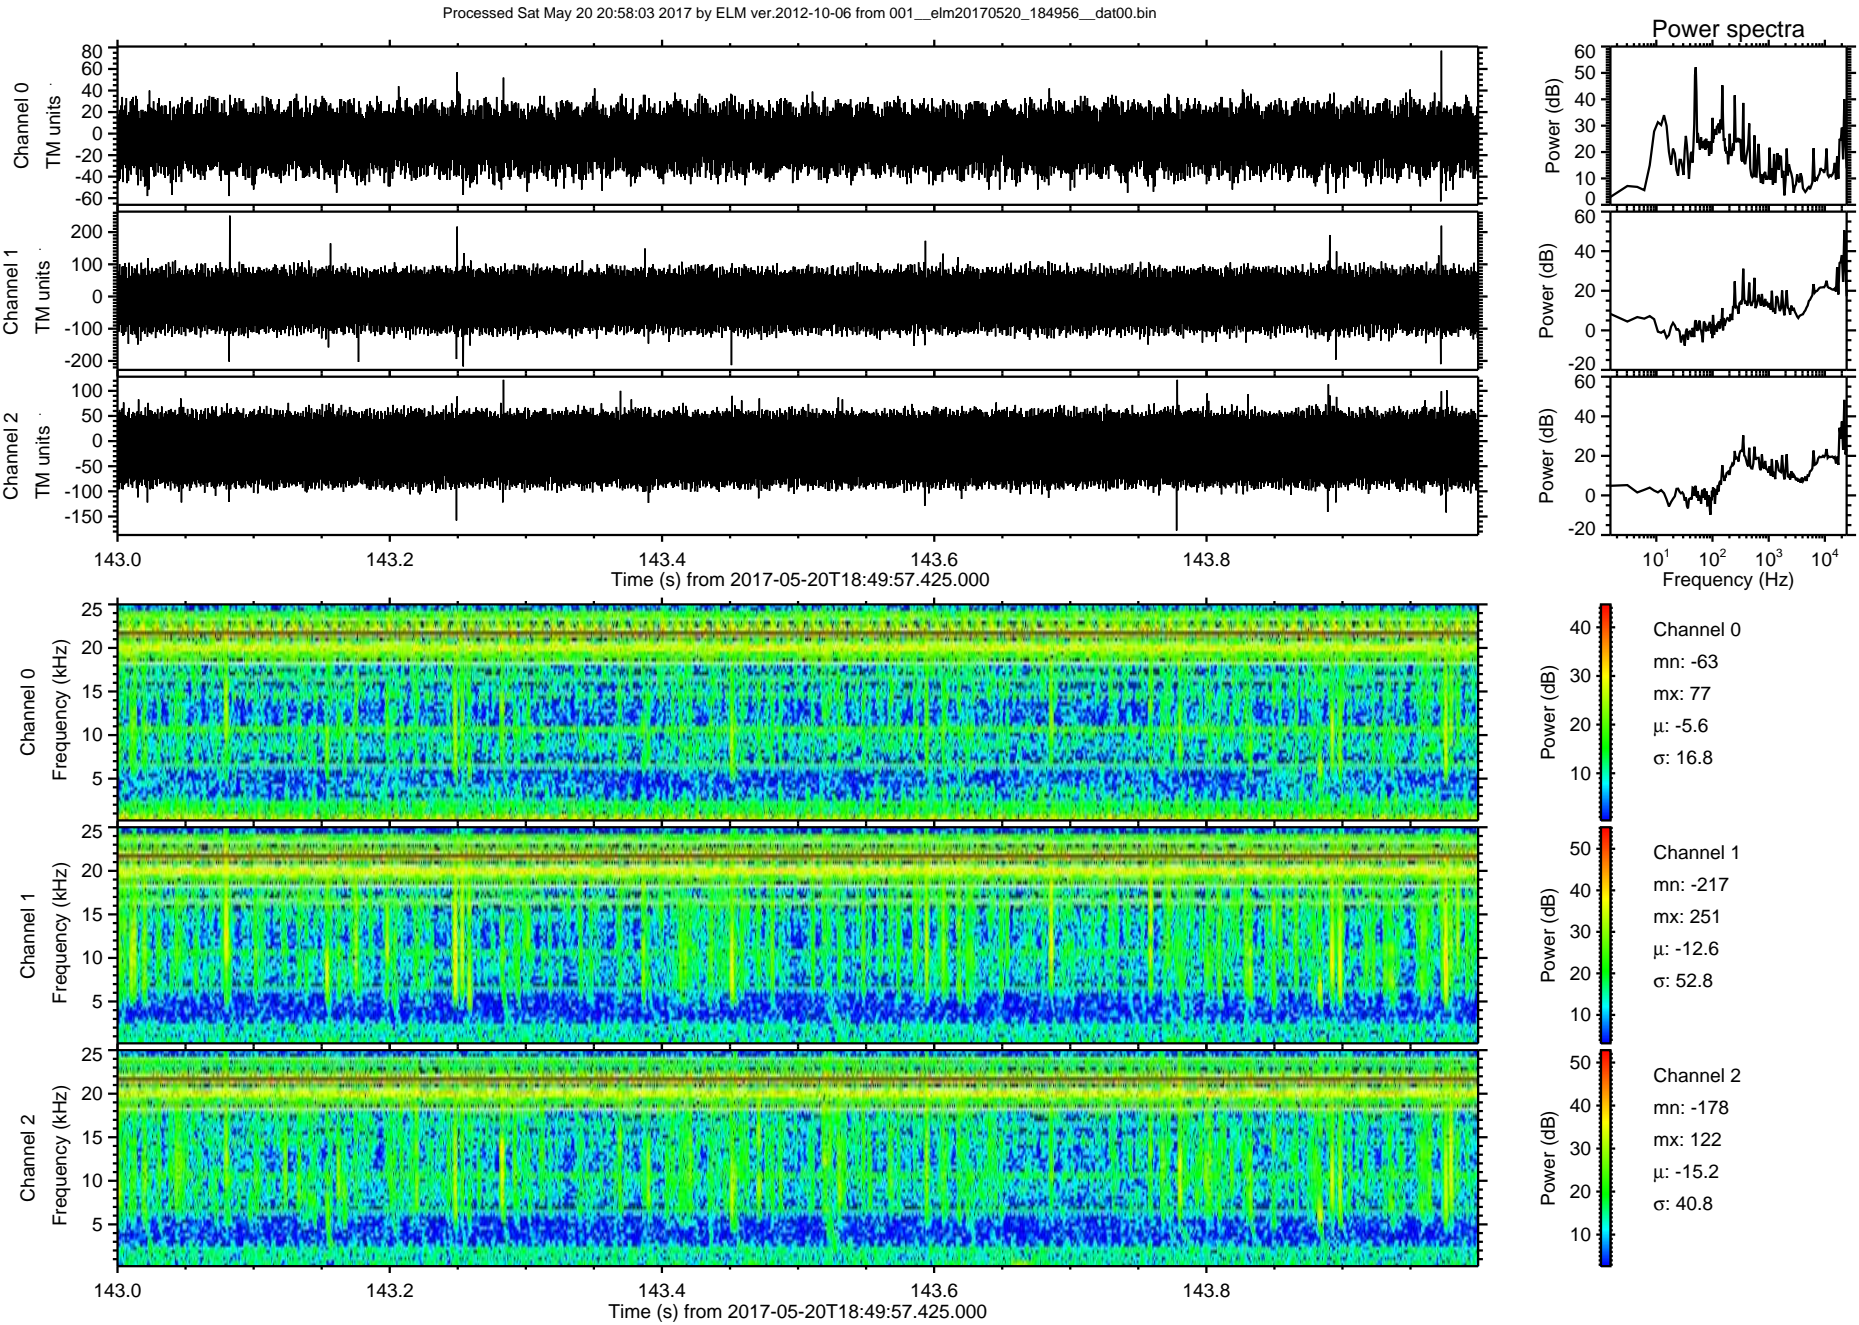 Processed Sat May 20 20:58:03 2017 by ELM ver.2012-10-06 from 001__elm20170520_184956__dat00.bin
Power spectra
Channel 0
TM units
80
60
40
20
0
-20
-40
-60
Power (dB)
60
50
40
30
20
10
0
Channel 1
TM units
200
100
0
-100
-200
Power (dB)
60
40
20
0
-20
Channel 2
TM units
100
50
0
-50
-100
-150
Power (dB)
60
40
20
0
-20
143.0 143.2 143.4 143.6 143.8
Time (s) from 2017-05-20T18:49:57.425.000
10^1 10^2 10^3 10^4
Frequency (Hz)
Channel 0
Frequency (kHz)
25
20
15
10
5
Power (dB)
40
30
20
10
Channel 0
mn: -63
mx: 77
μ: -5.6
σ: 16.8
Channel 1
Frequency (kHz)
25
20
15
10
5
Power (dB)
50
40
30
20
10
Channel 1
mn: -217
mx: 251
μ: -12.6
σ: 52.8
Channel 2
Frequency (kHz)
25
20
15
10
5
Power (dB)
50
40
30
20
10
Channel 2
mn: -178
mx: 122
μ: -15.2
σ: 40.8
143.0 143.2 143.4 143.6 143.8
Time (s) from 2017-05-20T18:49:57.425.000